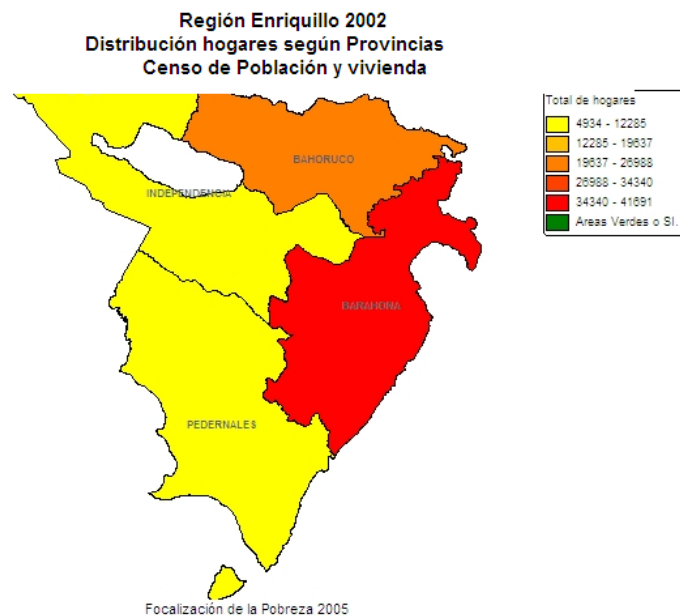 Región Enriquillo 2002
Distribución hogares según Provincias
Censo de Población y vivienda
Total de hogares
4934 - 12285
12285 - 19637
19637 - 26988
26988 - 34340
34340 - 41691
Areas Verdes o SI.
BAHORUCO
INDEPENDENCIA
BARAHONA
PEDERNALES
Focalización de la Pobreza 2005